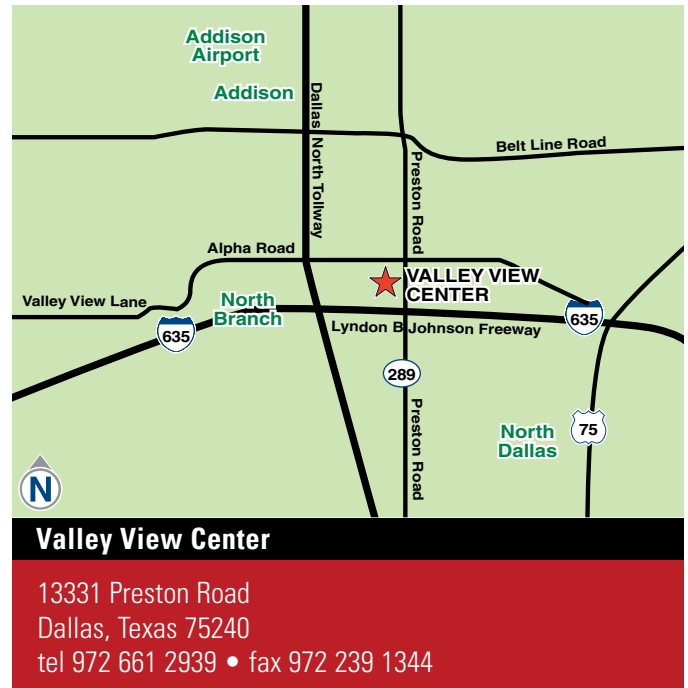 Addison
Airport
Addison
Dallas North Tollway
Preston Road
Belt Line Road
Alpha Road
VALLEY VIEW
CENTER
Valley View Lane
North
Branch
635
Lyndon B Johnson Freeway
635
289
Preston Road
North
Dallas
75
N
Valley View Center
13331 Preston Road
Dallas, Texas 75240
tel 972 661 2939 • fax 972 239 1344